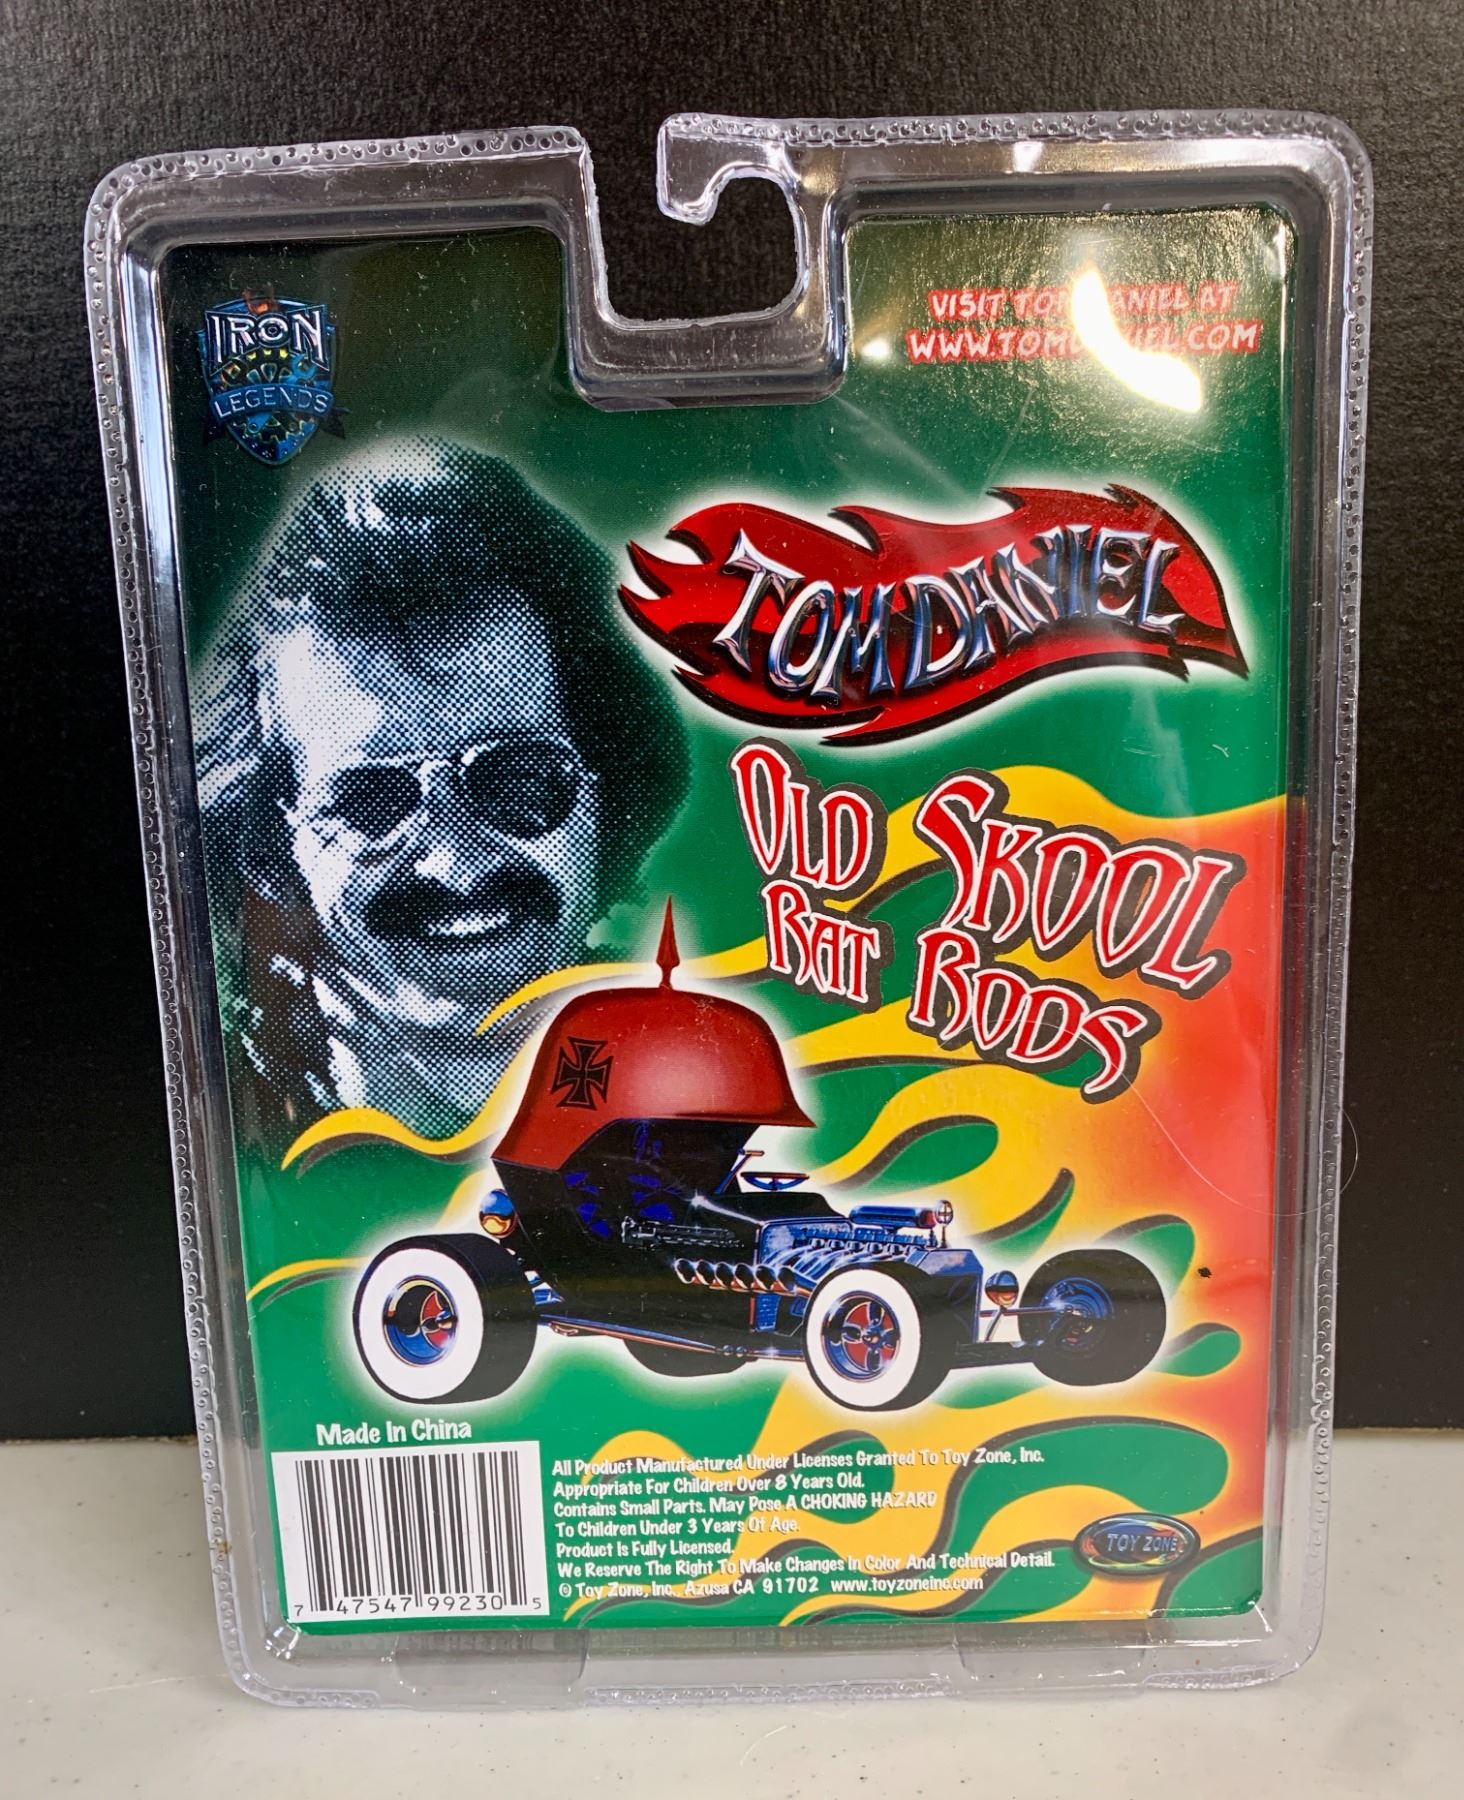 IRON
LEGENDS
VISIT TOM DANIEL AT
WWW.TOMDANIEL.COM
TOM DANIEL
OLD SKOOL
RAT RODS
Made In China
7 47547 99230 5
All Product Manufactured Under Licenses Granted To Toy Zone, Inc.
Appropriate For Children Over 8 Years Old.
Contains Small Parts. May Pose A CHOKING HAZARD
To Children Under 3 Years Of Age.
Product Is Fully Licensed.
We Reserve The Right To Make Changes In Color And Technical Detail.
© Toy Zone, Inc., Azusa CA 91702 www.toyzoneinc.com
TOY ZONE